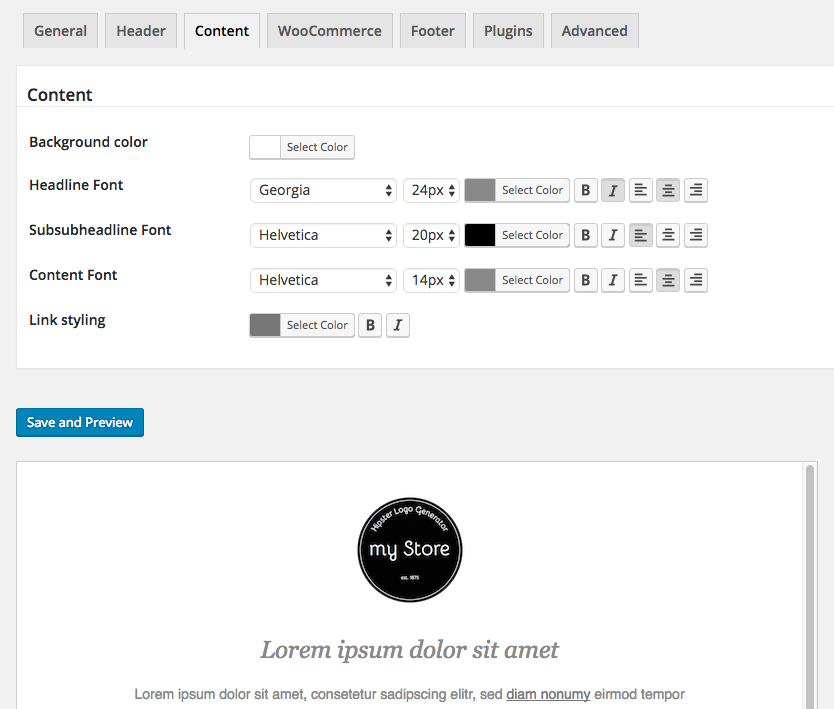 General Header Content WooCommerce Footer Plugins Advanced
Content
Background color Select Color
Headline Font Georgia 24px Select Color B I
Subsubheadline Font Helvetica 20px Select Color B I
Content Font Helvetica 14px Select Color B I
Link styling Select Color B I
Save and Preview
Hipster Logo Generator
my Store
est. 1875
Lorem ipsum dolor sit amet
Lorem ipsum dolor sit amet, consetetur sadipscing elitr, sed diam nonumy eirmod tempor